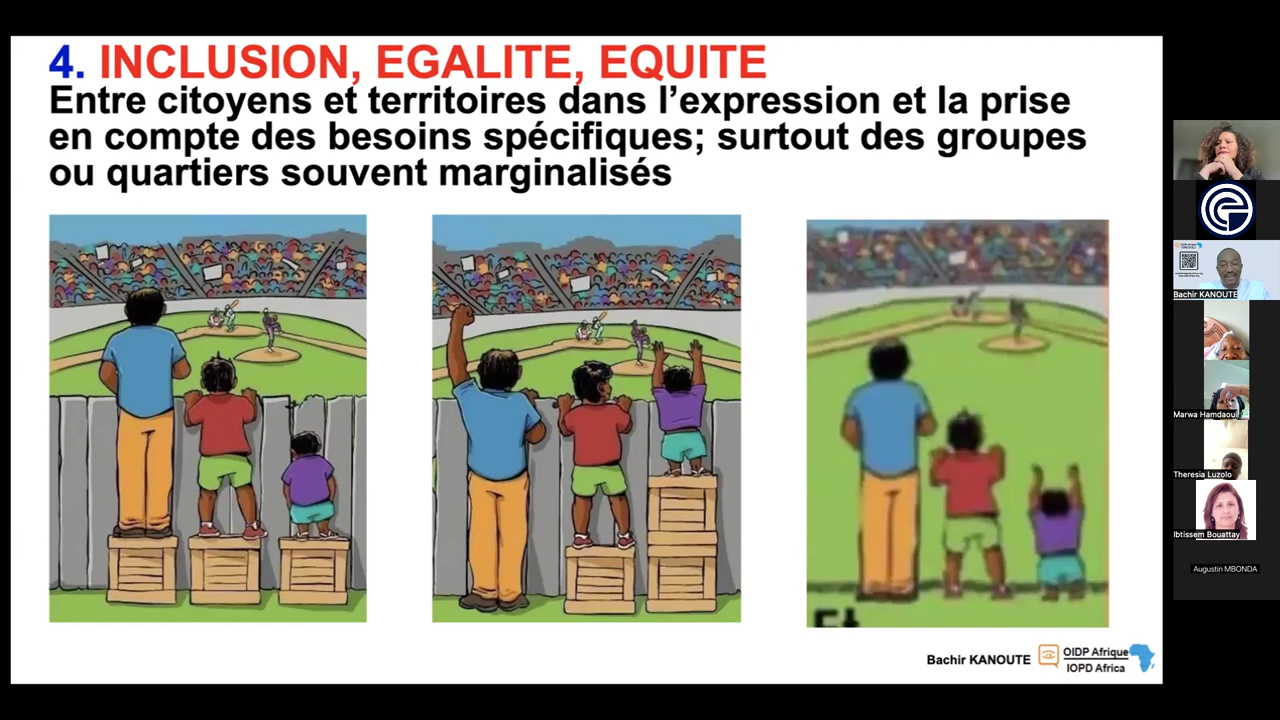 4. INCLUSION, EGALITE, EQUITE
Entre citoyens et territoires dans l'expression et la prise
en compte des besoins spécifiques; surtout des groupes
ou quartiers souvent marginalisés
Bachir KANOUTE
OIDP Afrique
IOPD Africa
Bachir KANOUTE
Marwa Hamdaoui
Theresia Luzolo
Ibtissem Bouattay
Augustin MBONDA